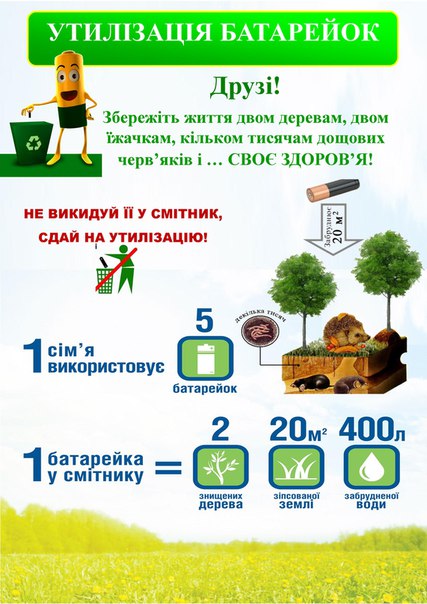 УТИЛІЗАЦІЯ БАТАРЕЙОК
Друзі!
Збережіть життя двом деревам, двом
їжачкам, кільком тисячам дощових
черв’яків і … СВОЄ ЗДОРОВ’Я!
НЕ ВИКИДУЙ ЇЇ У СМІТНИК,
СДАЙ НА УТИЛІЗАЦІЮ!
Забруднює
20 м²
декілька тисяч
1 сім’я
використовує
5
батарейок
1 батарейка
у смітнику
=
2
знищених
дерева
20м²
зіпсованої
землі
400л
забрудненої
води